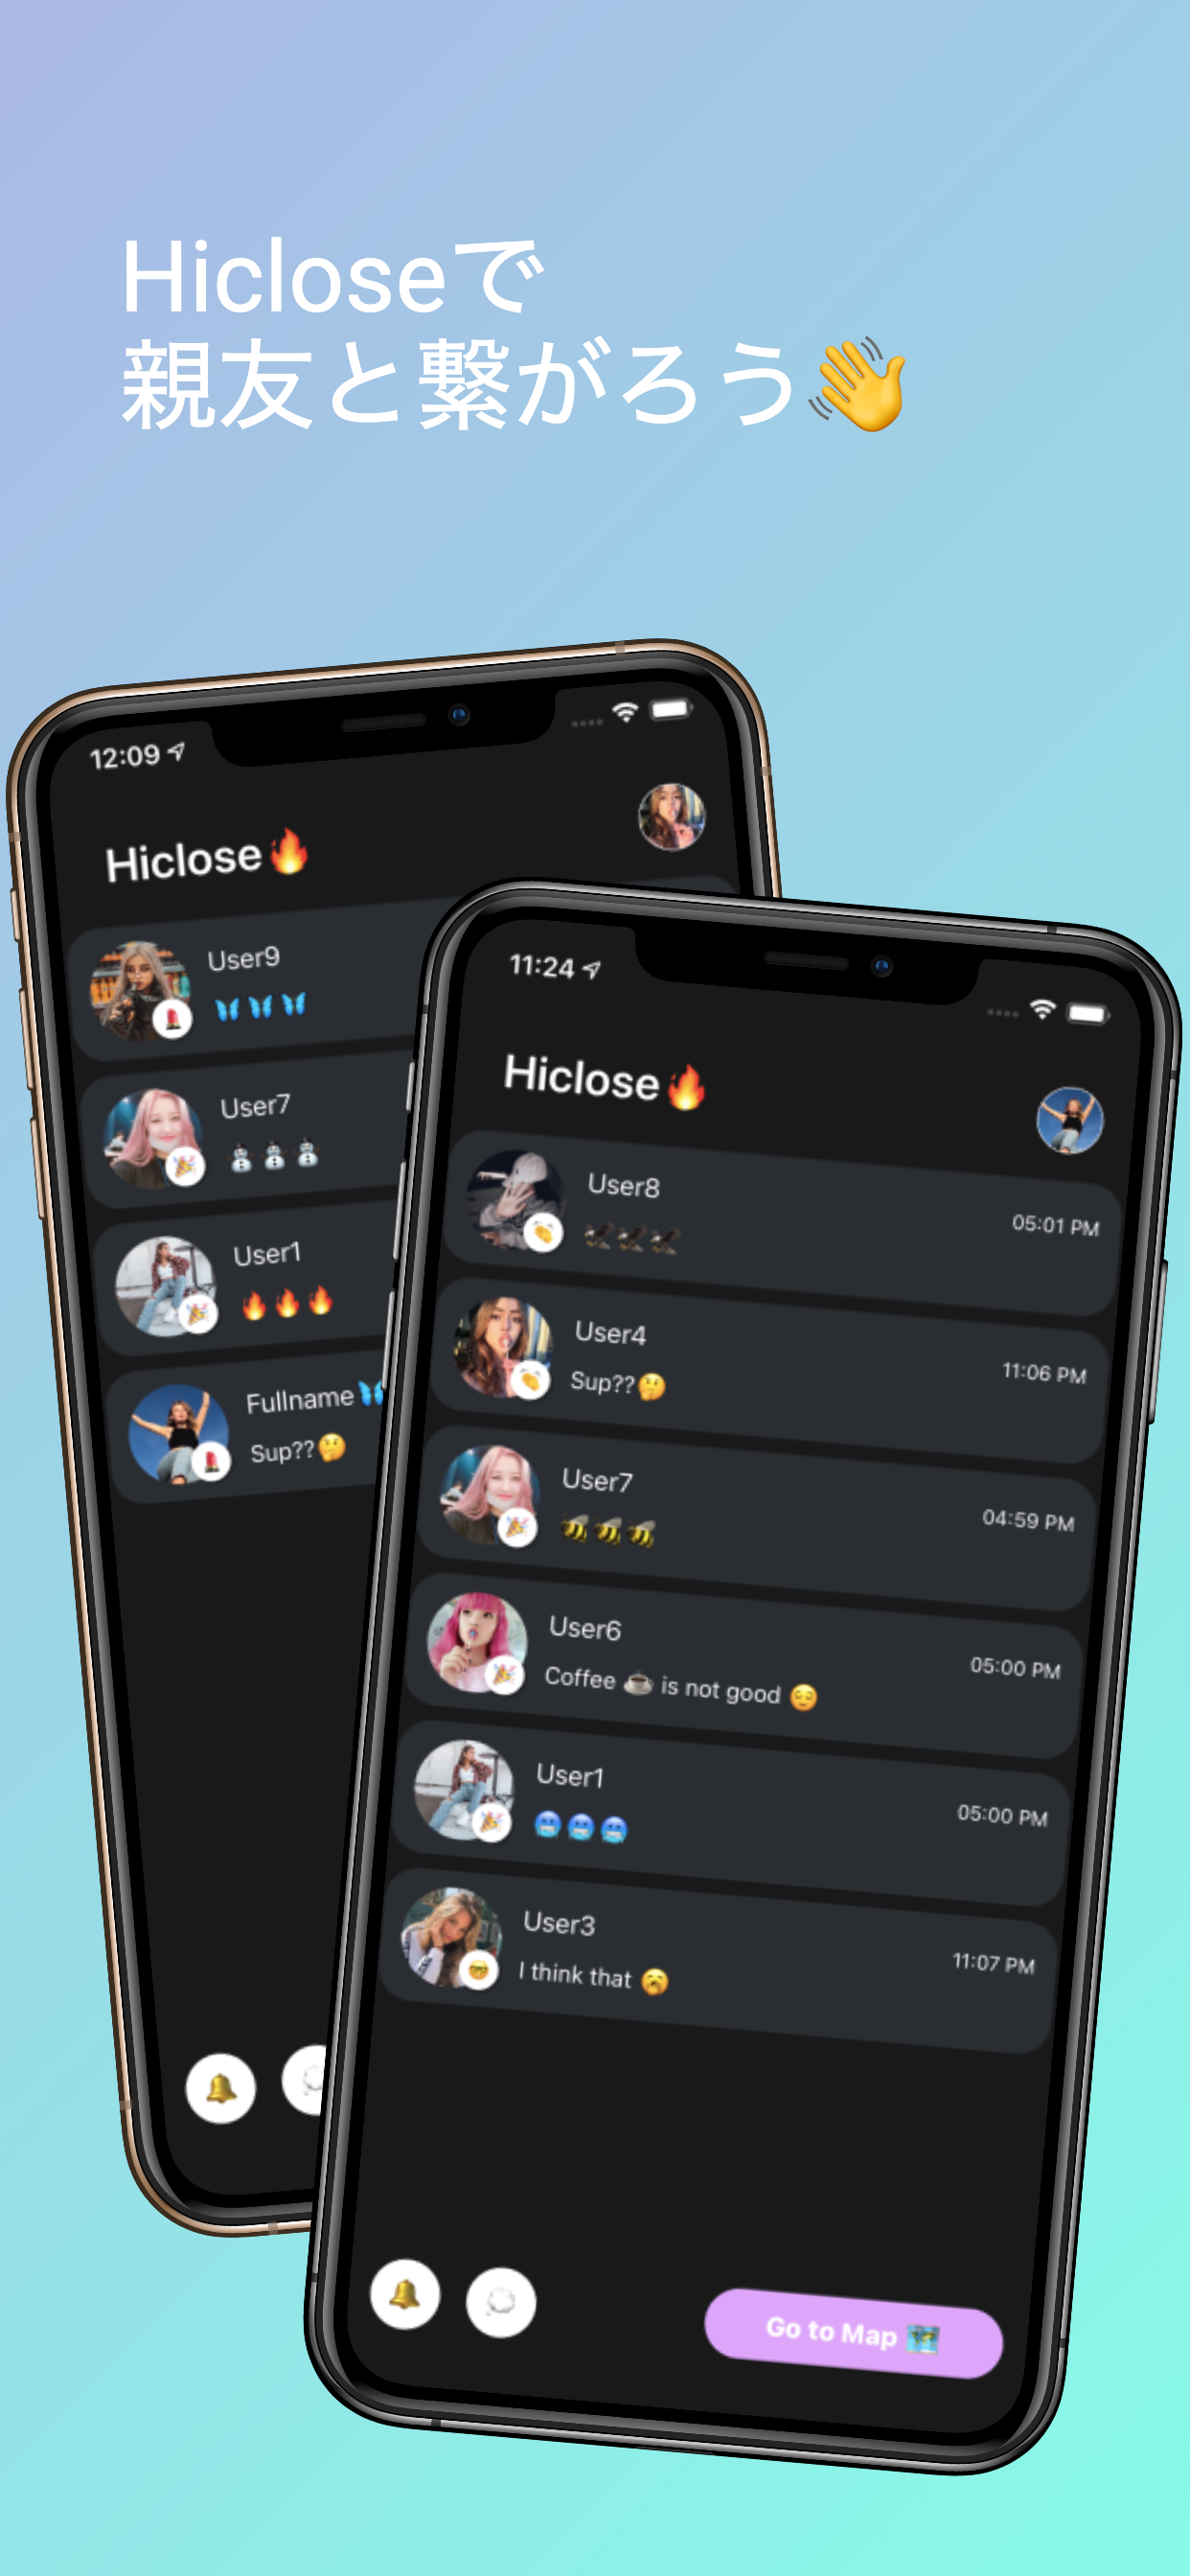 Hicloseで
親友と繋がろう👋
12:09
Hiclose🔥
User9
🦋🦋🦋
User7
⛄⛄⛄
User1
🔥🔥🔥
Fullname🦋
Sup??🤔
11:24
Hiclose🔥
User8
05:01 PM
User4
Sup??🤔
11:06 PM
User7
🐝🐝🐝
04:59 PM
User6
Coffee ☕ is not good 😌
05:00 PM
User1
🥶🥶🥶
05:00 PM
User3
I think that 🥱
11:07 PM
Go to Map 🗺️